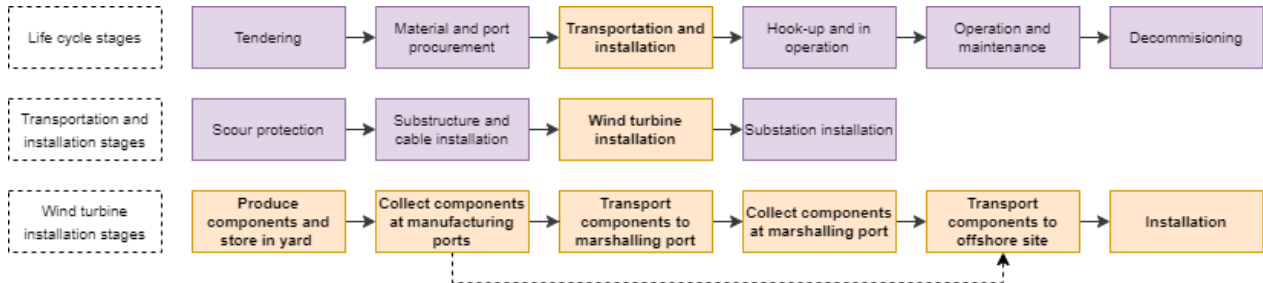 Life cycle stages
Tendering
Material and port
procurement
Transportation and
installation
Hook-up and in
operation
Operation and
maintenance
Decommisioning
Transportation and
installation stages
Scour protection
Substructure and
cable installation
Wind turbine
installation
Substation installation
Wind turbine
installation stages
Produce
components and
store in yard
Collect components
at manufacturing
ports
Transport
components to
marshalling port
Collect components
at marshalling port
Transport
components to
offshore site
Installation